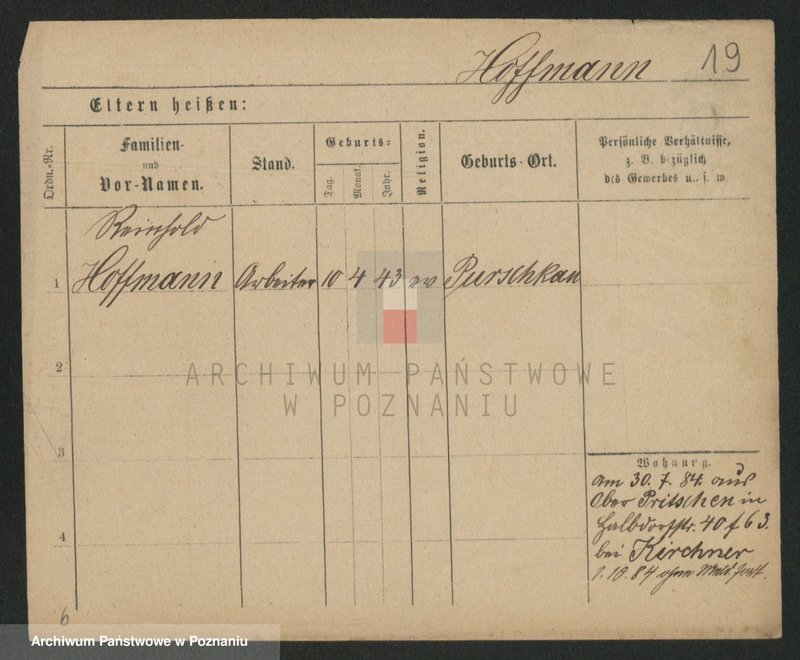 Hoffmann 19
Eltern heißen:
Ordn.-Nr.
Familien-
und
Vor-Namen.
Stand.
Geburts-
Tag.
Monat.
Jahr.
Religion.
Geburts-Ort.
Persönliche Verhältnisse,
z. B. bezüglich
des Gewerbes u. s. w
Reinhold
1 Hoffmann Arbeiter 10 4 43 ev Purschkau
2
ARCHIWUM PAŃSTWOWE
W POZNANIU
3
4
Wohnung.
am 30. 7. 84. aus
Ober Pritschen in
Halbdorfstr. 40 f 63.
bei Kirchner
1. 10. 84 ohne Meld. fort.
6
Archiwum Państwowe w Poznaniu